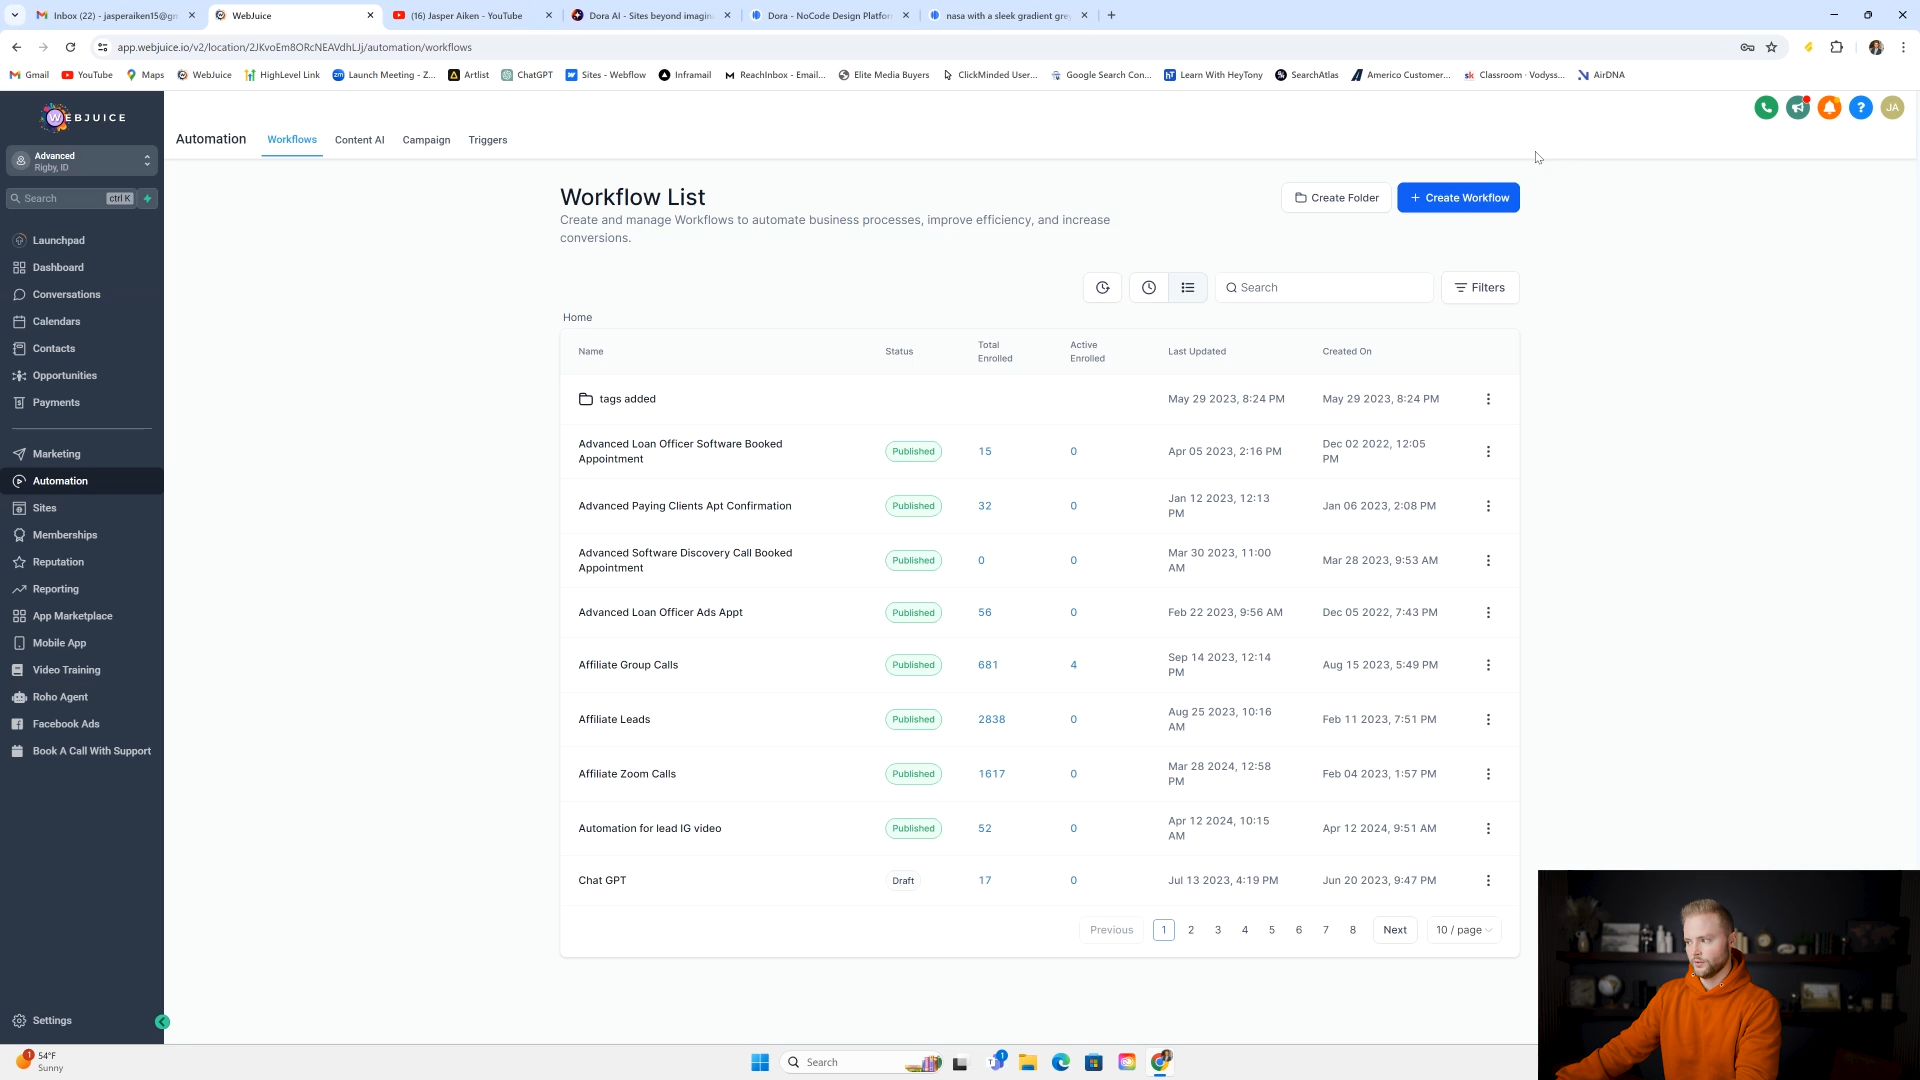 Inbox (22) - jasperaiken15@gm
WebJuice
(16) Jasper Aiken - YouTube
Dora AI - Sites beyond imagina
Dora - NoCode Design Platfor
nasa with a sleek gradient grey
app.webjuice.io/v2/location/2JKvoEm8ORcNEAVdhLJj/automation/workflows
Gmail
YouTube
Maps
WebJuice
HighLevel Link
Launch Meeting - Z...
Artlist
ChatGPT
Sites - Webflow
Inframail
ReachInbox - Email...
Elite Media Buyers
ClickMinded User...
Google Search Con...
Learn With HeyTony
SearchAtlas
Americo Customer...
Classroom · Vodyss...
AirDNA
WEBJUICE
Advanced
Rigby, ID
Search
ctrl K
Launchpad
Dashboard
Conversations
Calendars
Contacts
Opportunities
Payments
Marketing
Automation
Sites
Memberships
Reputation
Reporting
App Marketplace
Mobile App
Video Training
Roho Agent
Facebook Ads
Book A Call With Support
Settings
Automation
Workflows
Content AI
Campaign
Triggers
JA
Workflow List
Create and manage Workflows to automate business processes, improve efficiency, and increase
conversions.
Create Folder
+ Create Workflow
Search
Filters
Home
Name
Status
Total
Enrolled
Active
Enrolled
Last Updated
Created On
tags added
May 29 2023, 8:24 PM
May 29 2023, 8:24 PM
Advanced Loan Officer Software Booked
Appointment
Published
15
0
Apr 05 2023, 2:16 PM
Dec 02 2022, 12:05
PM
Advanced Paying Clients Apt Confirmation
Published
32
0
Jan 12 2023, 12:13
PM
Jan 06 2023, 2:08 PM
Advanced Software Discovery Call Booked
Appointment
Published
0
0
Mar 30 2023, 11:00
AM
Mar 28 2023, 9:53 AM
Advanced Loan Officer Ads Appt
Published
56
0
Feb 22 2023, 9:56 AM
Dec 05 2022, 7:43 PM
Affiliate Group Calls
Published
681
4
Sep 14 2023, 12:14
PM
Aug 15 2023, 5:49 PM
Affiliate Leads
Published
2838
0
Aug 25 2023, 10:16
AM
Feb 11 2023, 7:51 PM
Affiliate Zoom Calls
Published
1617
0
Mar 28 2024, 12:58
PM
Feb 04 2023, 1:57 PM
Automation for lead IG video
Published
52
0
Apr 12 2024, 10:15
AM
Apr 12 2024, 9:51 AM
Chat GPT
Draft
17
0
Jul 13 2023, 4:19 PM
Jun 20 2023, 9:47 PM
Previous
1
2
3
4
5
6
7
8
Next
10 / page
1
54°F
Sunny
Search
1